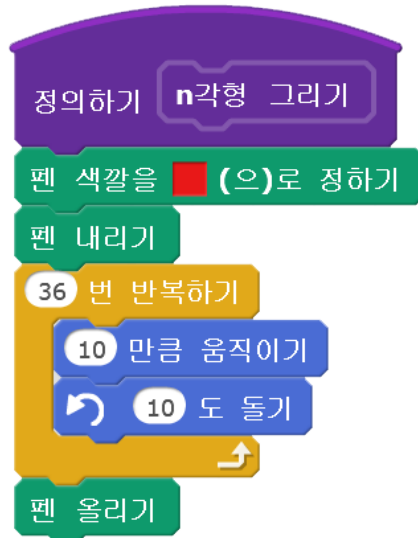 정의하기 n각형 그리기
펜 색깔을 (으)로 정하기
펜 내리기
36 번 반복하기
10 만큼 움직이기
10 도 돌기
펜 올리기